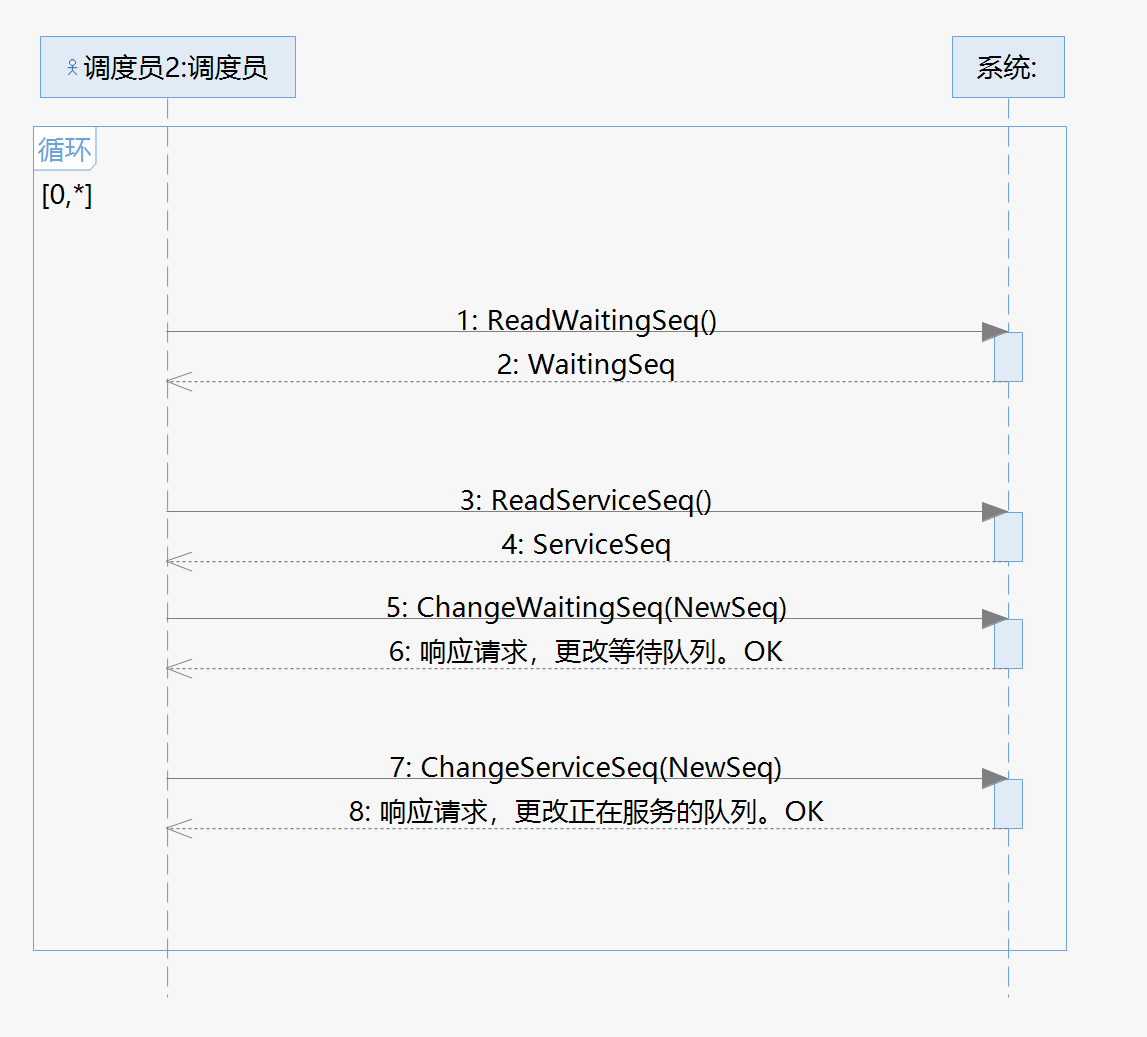 调度员2:调度员
系统:
循环
[0,*]
1: ReadWaitingSeq()
2: WaitingSeq
3: ReadServiceSeq()
4: ServiceSeq
5: ChangeWaitingSeq(NewSeq)
6: 响应请求，更改等待队列。OK
7: ChangeServiceSeq(NewSeq)
8: 响应请求，更改正在服务的队列。OK